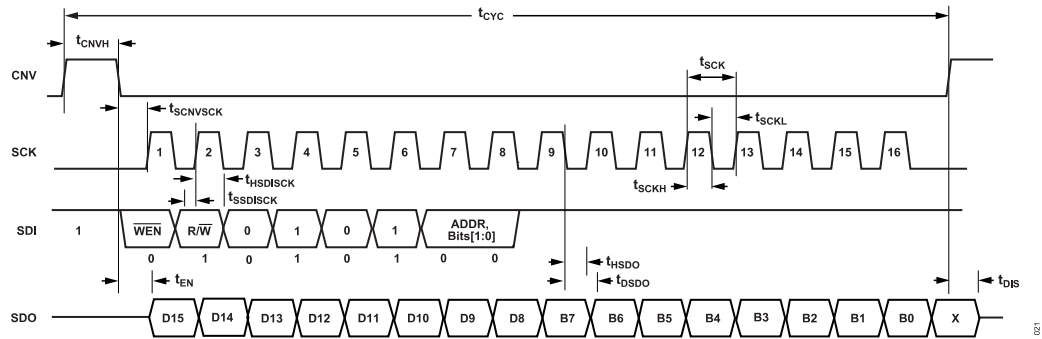 tCYC
tCNVH
CNV
tSCK
tSCNVSCK
tSCKL
SCK 1 2 3 4 5 6 7 8 9 10 11 12 13 14 15 16
tHSDISCK
tSCKH
tSSDISCK
SDI 1 WEN R/W 0 1 0 1 ADDR,
Bits[1:0]
0 1 0 1 0 1 0 0
tHSDO
tEN
tDSDO
tDIS
SDO D15 D14 D13 D12 D11 D10 D9 D8 B7 B6 B5 B4 B3 B2 B1 B0 X
021